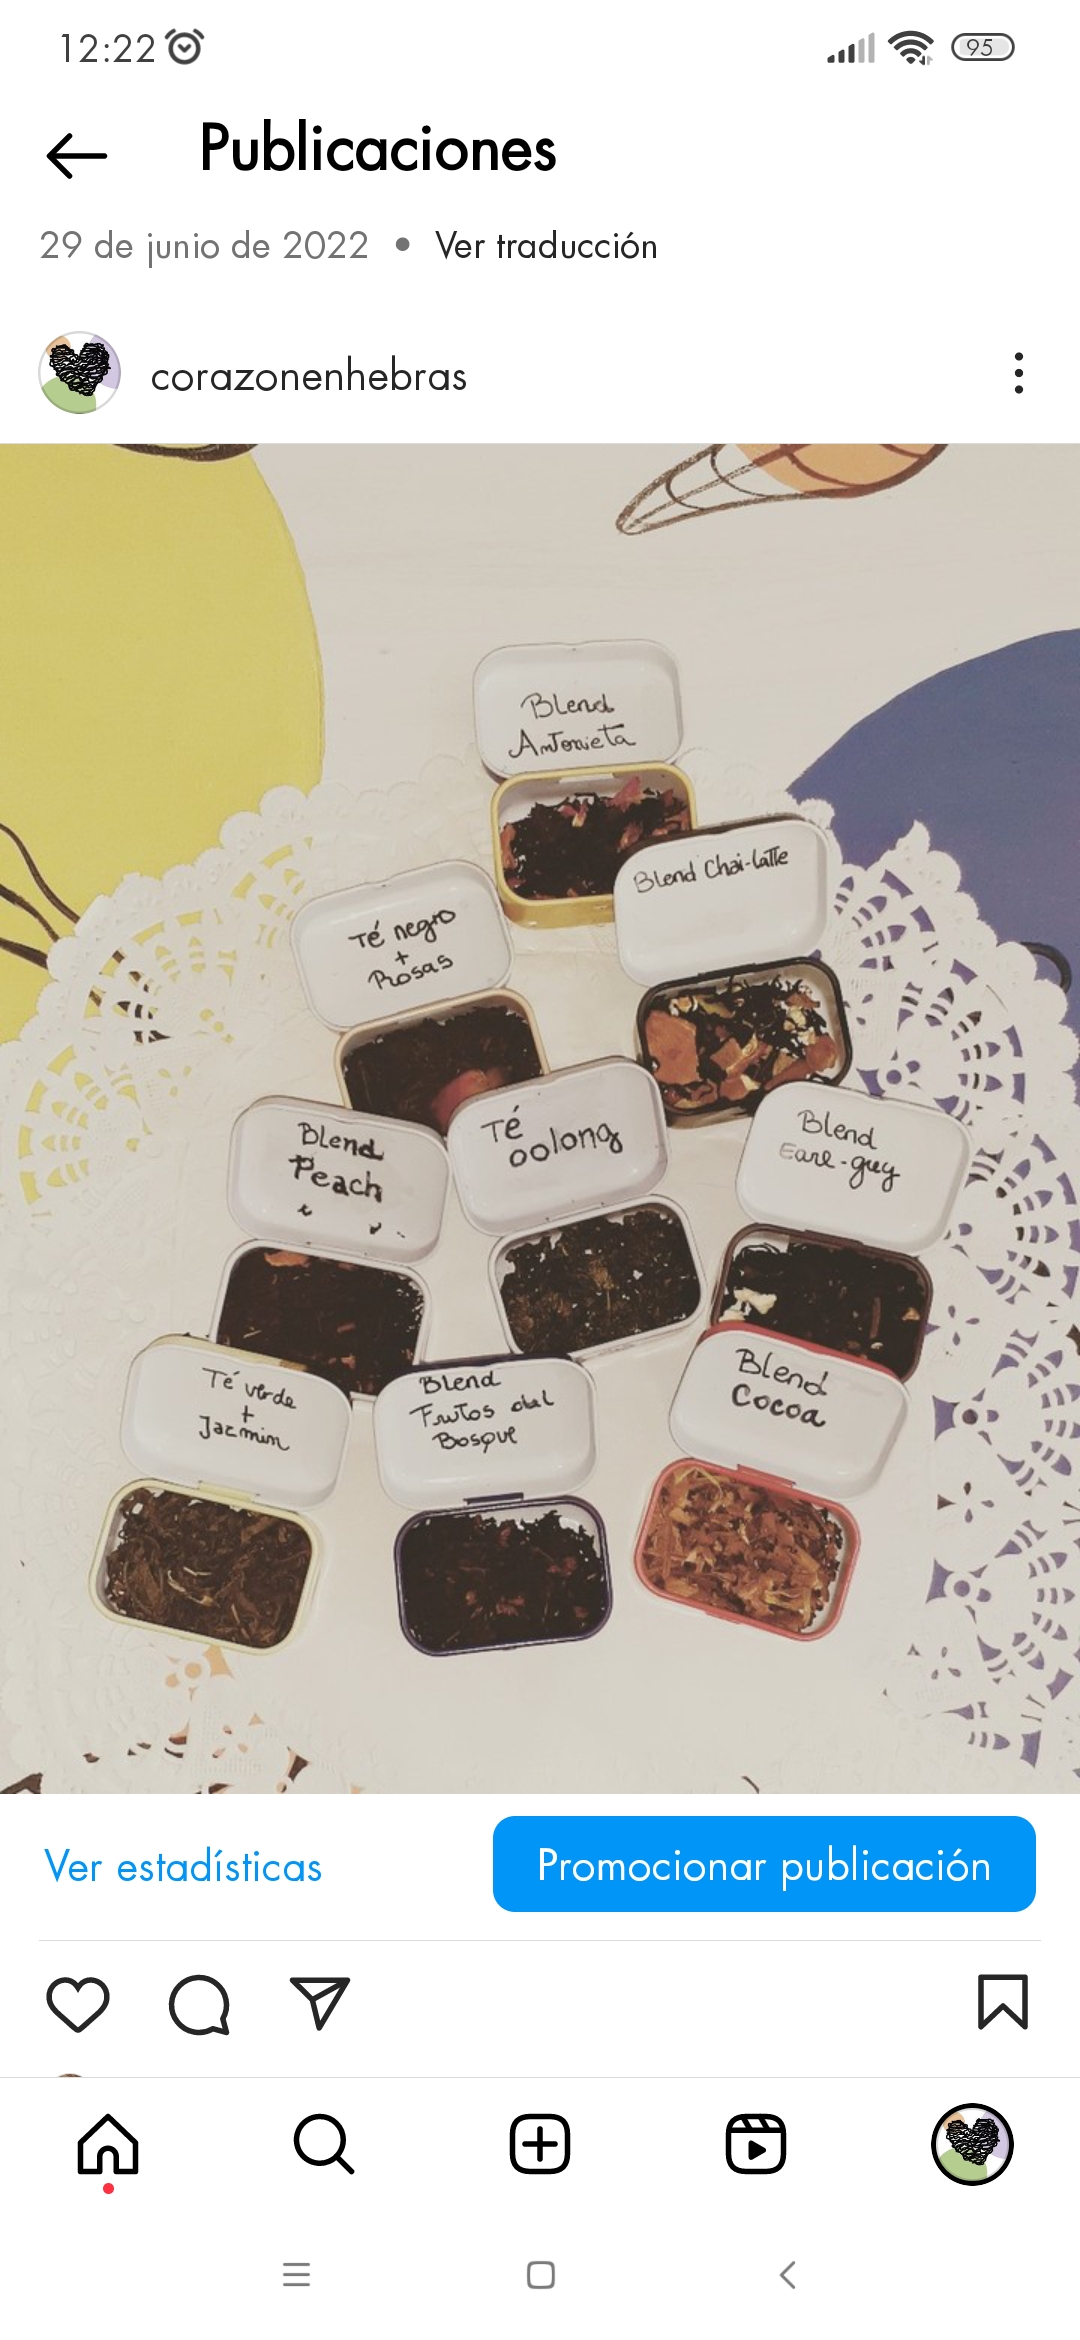 12:22
95
Publicaciones
29 de junio de 2022 • Ver traducción
corazonenhebras
Blend
Antonieta
Blend Chai-latte
Té negro
+
Rosas
Blend
Peach
Té
oolong
Blend
Earl-grey
Té verde
+
Jazmin
Blend
Frutos del
Bosque
Blend
Cocoa
Ver estadísticas
Promocionar publicación